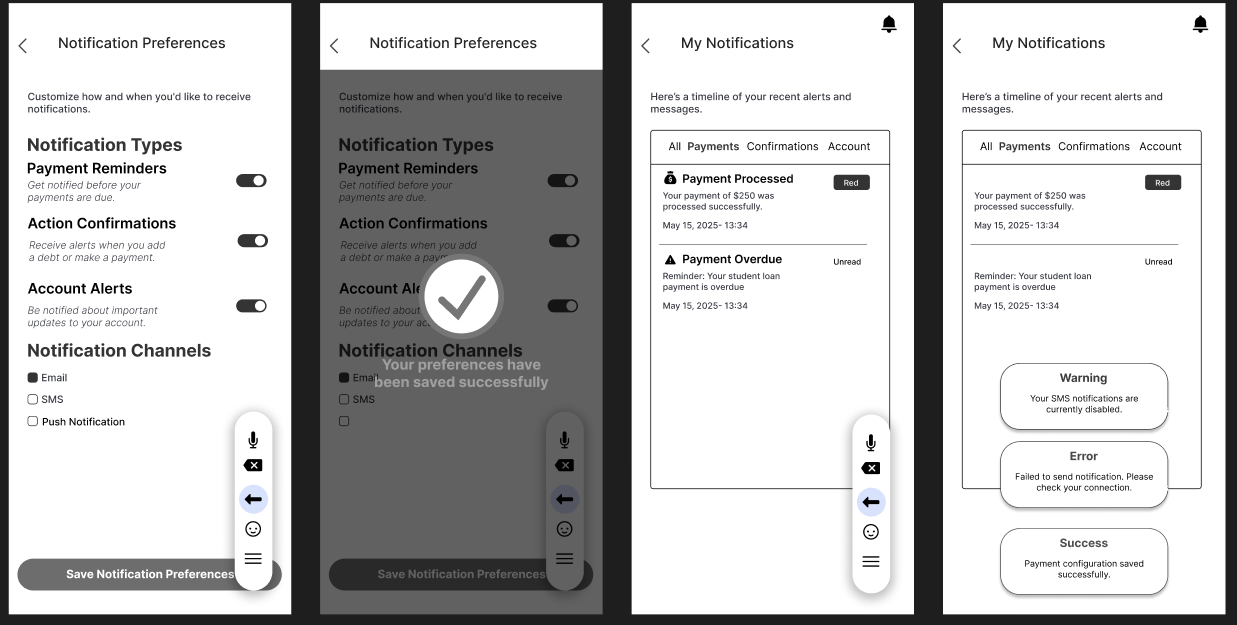 Notification Preferences
Customize how and when you'd like to receive
notifications.
Notification Types
Payment Reminders
Get notified before your
payments are due.
Action Confirmations
Receive alerts when you add
a debt or make a payment.
Account Alerts
Be notified about important
updates to your account.
Notification Channels
Email
SMS
Push Notification
Save Notification Preferences
Notification Preferences
Customize how and when you'd like to receive
notifications.
Notification Types
Payment Reminders
Get notified before your
payments are due.
Action Confirmations
Receive alerts when you add
a debt or make a paym
Account Ale
Be notified about
updates to your acc
Notification Channels
Your preferences have
been saved successfully
Email
SMS
Save Notification Preferences
My Notifications
Here's a timeline of your recent alerts and
messages.
All Payments Confirmations Account
Payment Processed Red
Your payment of $250 was
processed successfully.
May 15, 2025- 13:34
Payment Overdue Unread
Reminder: Your student loan
payment is overdue
May 15, 2025- 13:34
My Notifications
Here's a timeline of your recent alerts and
messages.
All Payments Confirmations Account
Red
Your payment of $250 was
processed successfully.
May 15, 2025- 13:34
Unread
Reminder: Your student loan
payment is overdue
May 15, 2025- 13:34
Warning
Your SMS notifications are
currently disabled.
Error
Failed to send notification. Please
check your connection.
Success
Payment configuration saved
successfully.